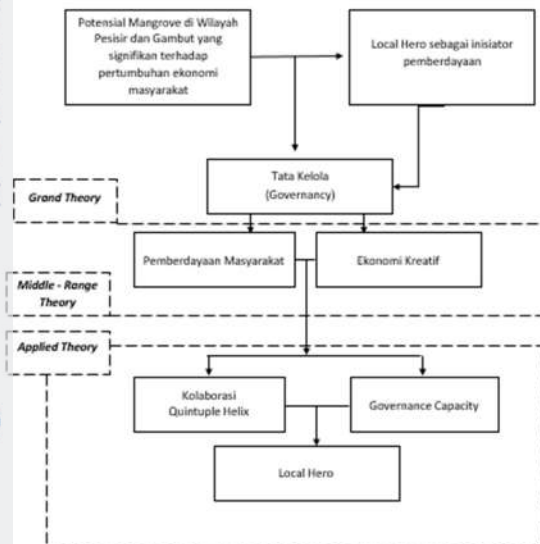 Potensial Mangrove di Wilayah
Pesisir dan Gambut yang
signifikan terhadap
pertumbuhan ekonomi
masyarakat
Local Hero sebagai inisiator
pemberdayaan
Tata Kelola
(Governancy)
Grand Theory
Pemberdayaan Masyarakat
Ekonomi Kreatif
Middle - Range
Theory
Applied Theory
Kolaborasi
Quintuple Helix
Governance Capacity
Local Hero